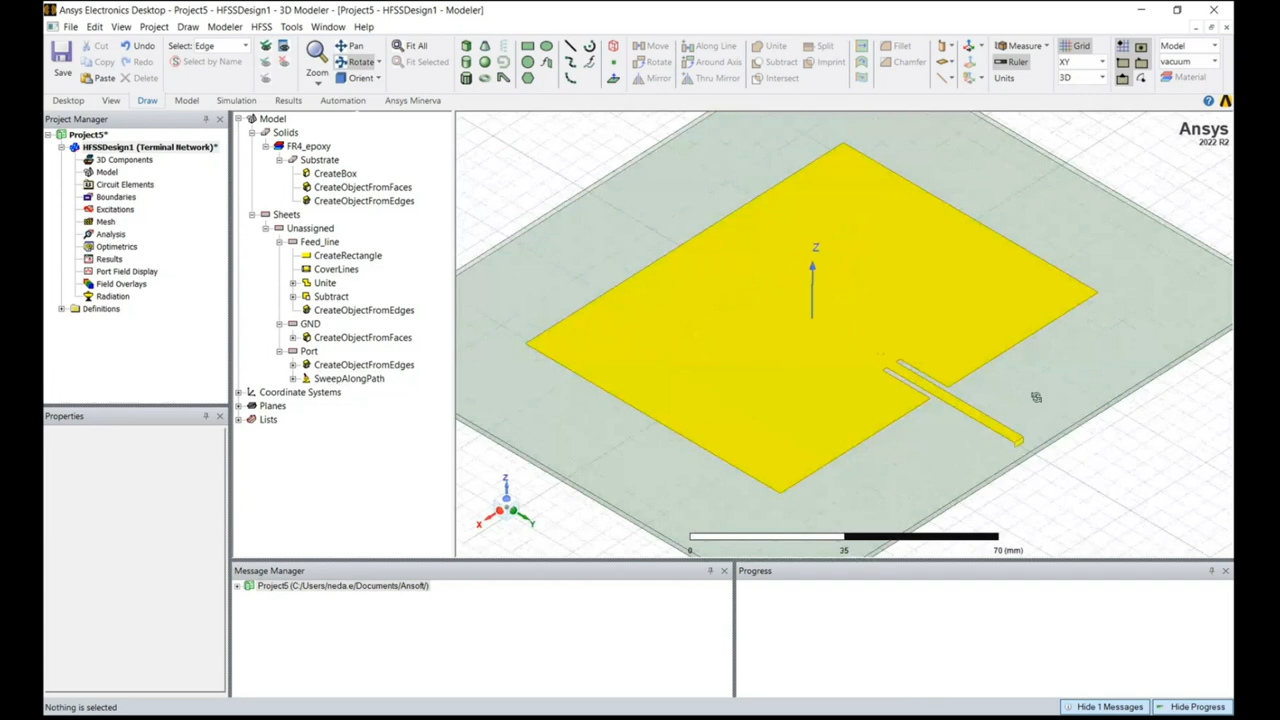 Ansys Electronics Desktop - Project5 - HFSSDesign1 - 3D Modeler - [Project5 - HFSSDesign1 - Modeler]
File Edit View Project Draw Modeler HFSS Tools Window Help
Save
Cut
Copy
Paste
Undo
Redo
Delete
Select: Edge
Select by Name
Zoom
Pan
Rotate
Orient
Fit All
Fit Selected
Move
Rotate
Mirror
Along Line
Around Axis
Thru Mirror
Unite
Subtract
Intersect
Split
Imprint
Fillet
Chamfer
Measure
Ruler
Units
Grid
XY
3D
Model
vacuum
Material
Desktop View Draw Model Simulation Results Automation Ansys Minerva
Project Manager
Project5*
HFSSDesign1 (Terminal Network)*
3D Components
Model
Circuit Elements
Boundaries
Excitations
Mesh
Analysis
Optimetrics
Results
Port Field Display
Field Overlays
Radiation
Definitions
Properties
Model
Solids
FR4_epoxy
Substrate
CreateBox
CreateObjectFromFaces
CreateObjectFromEdges
Sheets
Unassigned
Feed_line
CreateRectangle
CoverLines
Unite
Subtract
CreateObjectFromEdges
GND
CreateObjectFromFaces
Port
CreateObjectFromEdges
SweepAlongPath
Coordinate Systems
Planes
Lists
Ansys
2022 R2
Z
Z
X
Y
0 35 70 (mm)
Message Manager
Project5 (C:/Users/neda.e/Documents/Ansoft/)
Progress
Nothing is selected
Hide 1 Messages
Hide Progress